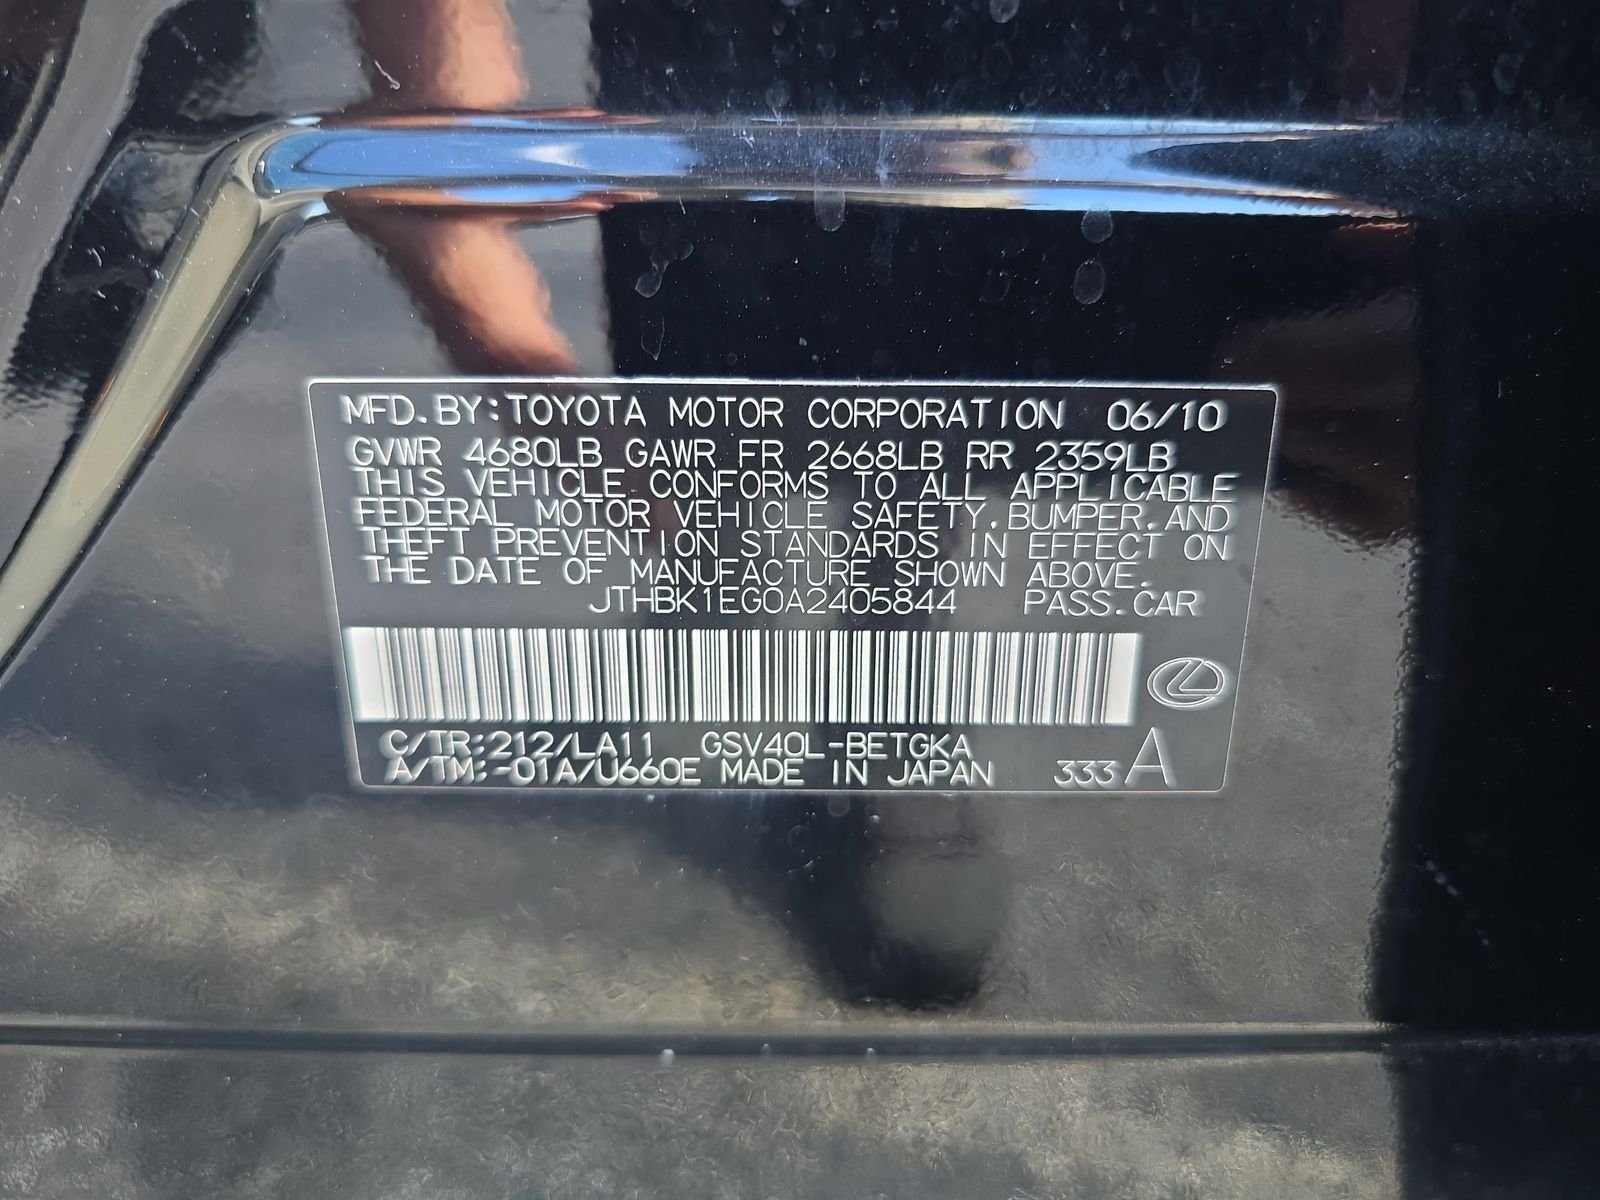 MFD.BY:TOYOTA MOTOR CORPORATION 06/10
GVWR 4680LB GAWR FR 2668LB RR 2359LB
THIS VEHICLE CONFORMS TO ALL APPLICABLE
FEDERAL MOTOR VEHICLE SAFETY,BUMPER,AND
THEFT PREVENTION STANDARDS IN EFFECT ON
THE DATE OF MANUFACTURE SHOWN ABOVE.
JTHBK1EG0A2405844 PASS.CAR
C/TR:212/LA11 GSV40L-BETGKA
A/TM:-01A/U660E MADE IN JAPAN 333 A